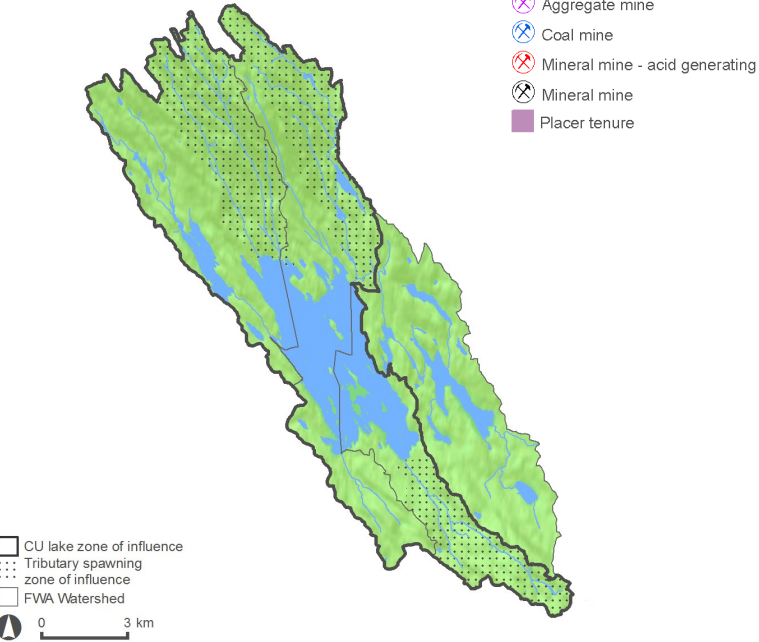 Aggregate mine
Coal mine
Mineral mine - acid generating
Mineral mine
Placer tenure
CU lake zone of influence
Tributary spawning
zone of influence
FWA Watershed
0 3 km